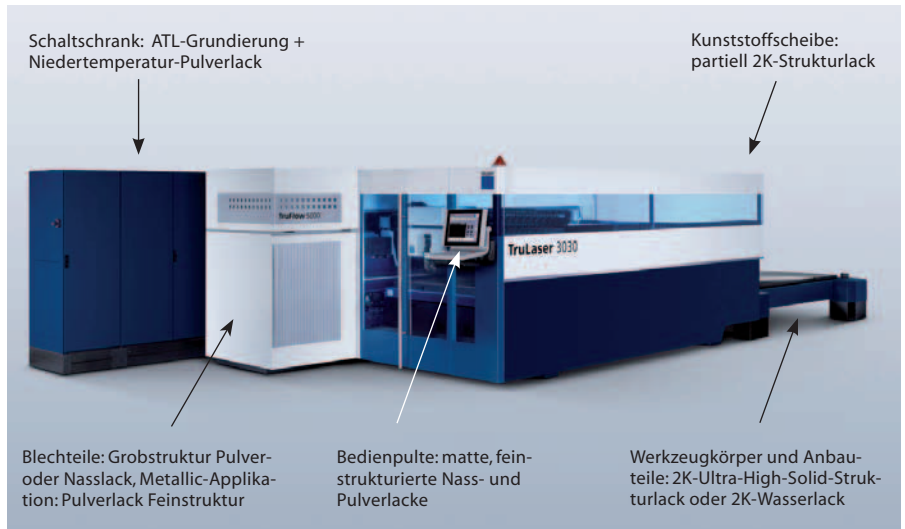 Schaltschrank: ATL-Grundierung +
Niedertemperatur-Pulverlack
Kunststoffscheibe:
partiell 2K-Strukturlack
TruFlow 5000
TruLaser 3030
Blechteile: Grobstruktur Pulver-
oder Nasslack, Metallic-Applika-
tion: Pulverlack Feinstruktur
Bedienpulte: matte, fein-
strukturierte Nass- und
Pulverlacke
Werkzeugkörper und Anbau-
teile: 2K-Ultra-High-Solid-Struk-
turlack oder 2K-Wasserlack